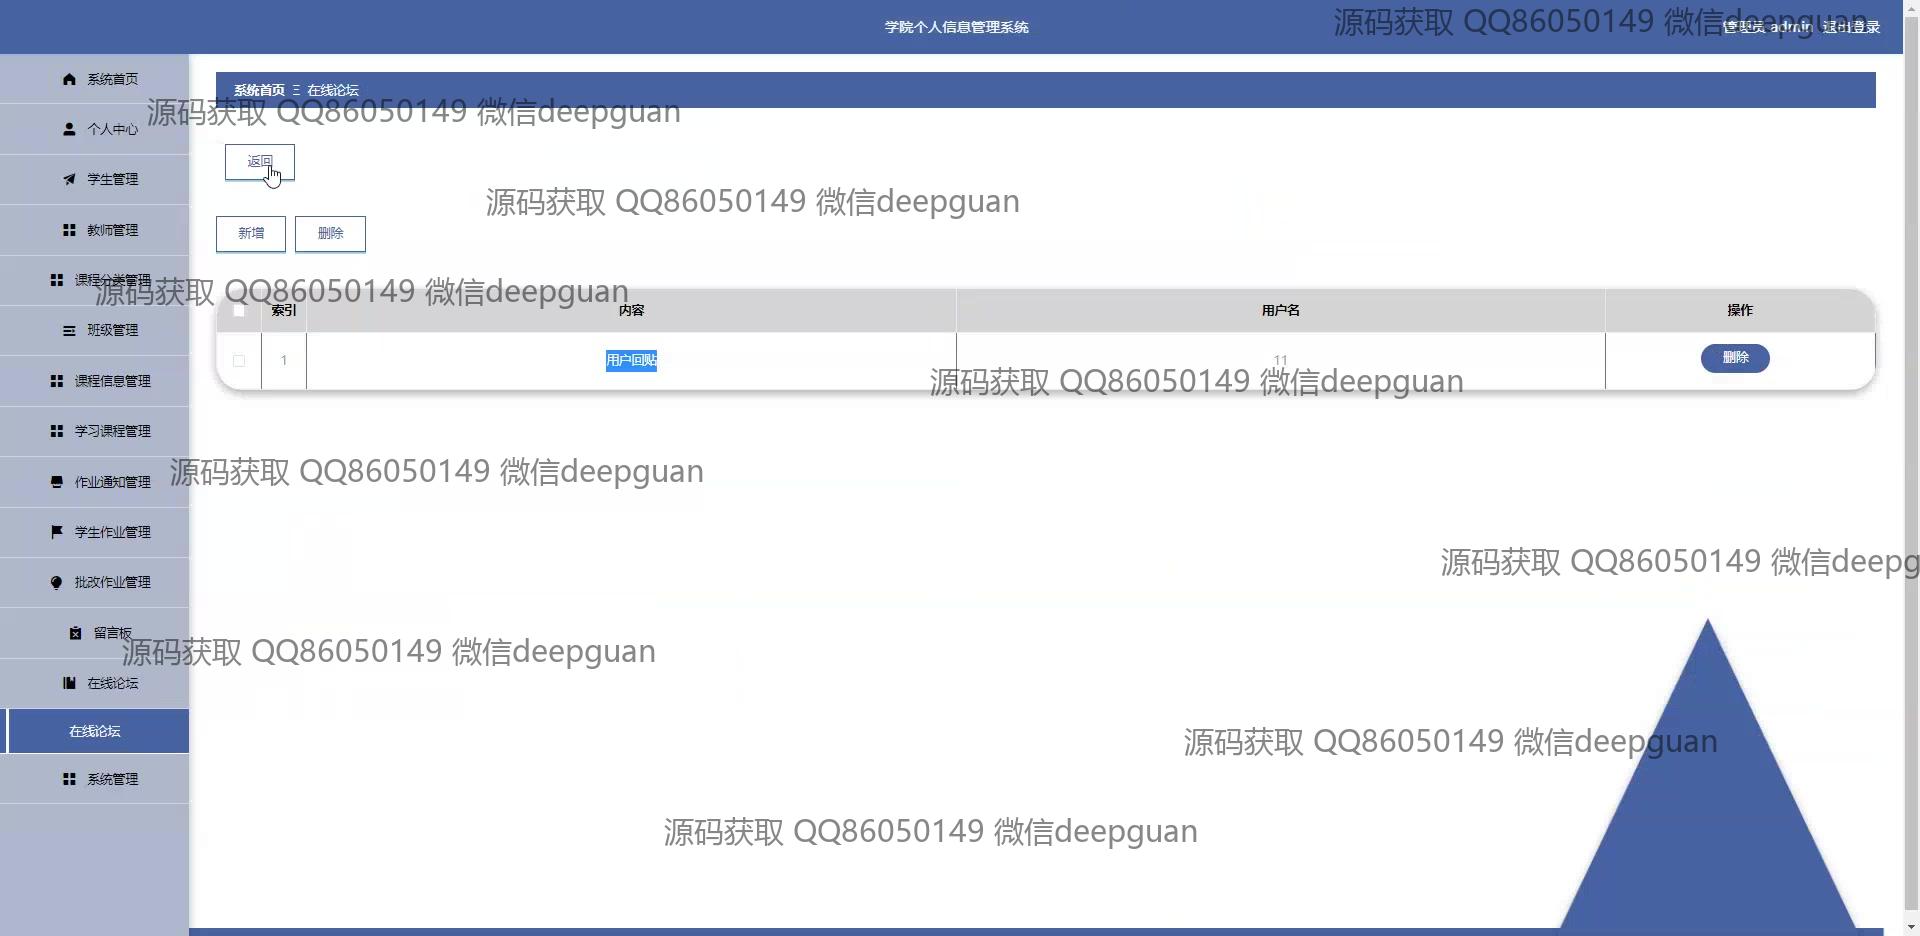 学院个人信息管理系统
管理员 admin 退出登录
源码获取 QQ86050149 微信deepguan
系统首页
个人中心
学生管理
教师管理
课程分类管理
班级管理
课程信息管理
学习课程管理
作业通知管理
学生作业管理
批改作业管理
留言板
在线论坛
在线论坛
系统管理
系统首页 Ξ 在线论坛
源码获取 QQ86050149 微信deepguan
返回
源码获取 QQ86050149 微信deepguan
新增 删除
源码获取 QQ86050149 微信deepguan
索引 内容 用户名 操作
1 用户回贴 11 删除
源码获取 QQ86050149 微信deepguan
源码获取 QQ86050149 微信deepguan
源码获取 QQ86050149 微信deepg
源码获取 QQ86050149 微信deepguan
源码获取 QQ86050149 微信deepguan
源码获取 QQ86050149 微信deepguan